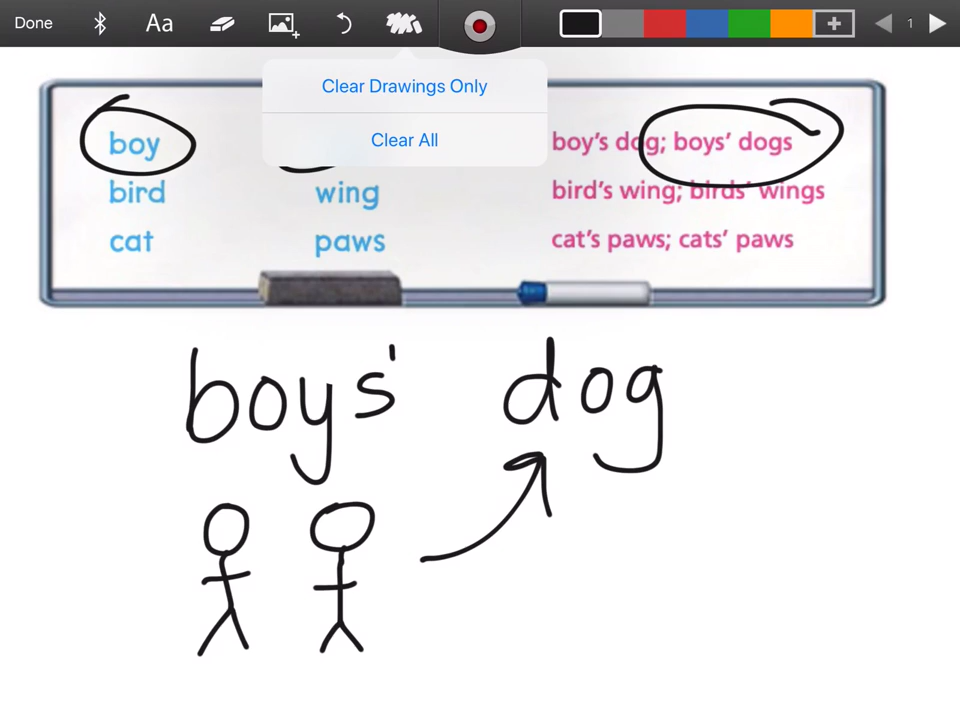 Done Aa 1
Clear Drawings Only
Clear All
boy boy's dog; boys' dogs
bird wing bird's wing; birds' wings
cat paws cat's paws; cats' paws
boys' dog